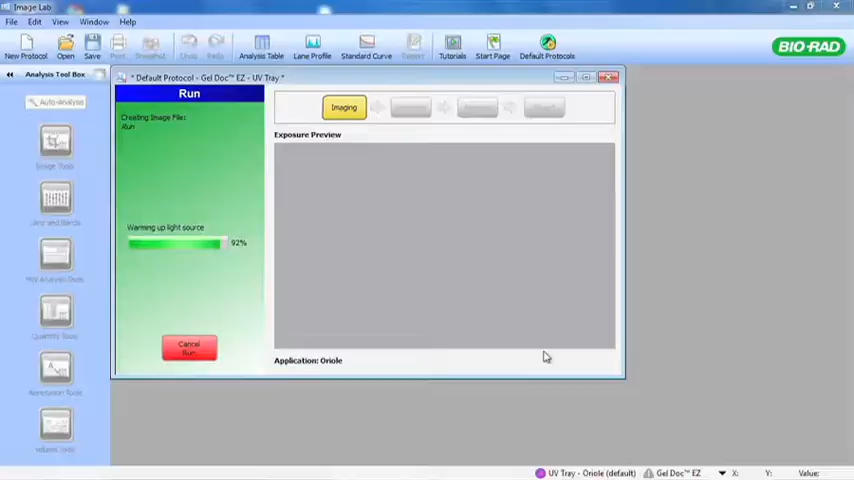 Image Lab
File Edit View Window Help
New Protocol Open Save Print Undo Redo Analysis Table Lane Profile Standard Curve Report Tutorials Start Page Default Protocols
BIO-RAD
Analysis Tool Box
Auto-Analysis
Image Tools
Lane and Bands
MW Analysis Tools
Quantity Tools
Annotation Tools
Volume Tools
* Default Protocol - Gel Doc™ EZ - UV Tray *
Run
Creating Image File:
Run
Imaging
Exposure Preview
Warming up light source
92%
Cancel
Run
Application: Oriole
UV Tray - Oriole (default) Gel Doc™ EZ X: Y: Value: